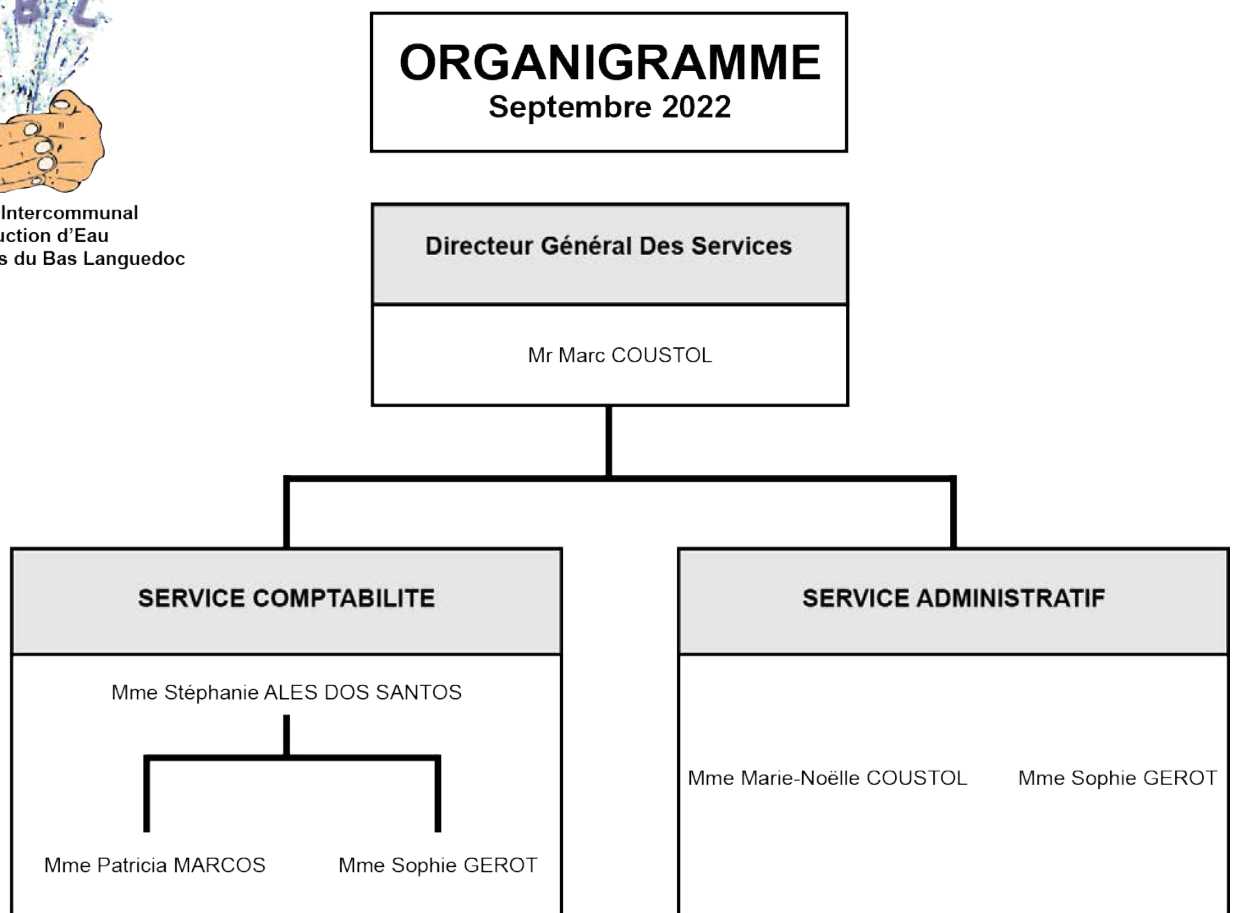 B L
ORGANIGRAMME
Septembre 2022
Intercommunal
d'Eau
du Bas Languedoc
Directeur Général Des Services
Mr Marc COUSTOL
SERVICE COMPTABILITE
SERVICE ADMINISTRATIF
Mme Stéphanie ALES DOS SANTOS
Mme Marie-Noëlle COUSTOL
Mme Sophie GEROT
Mme Patricia MARCOS
Mme Sophie GEROT